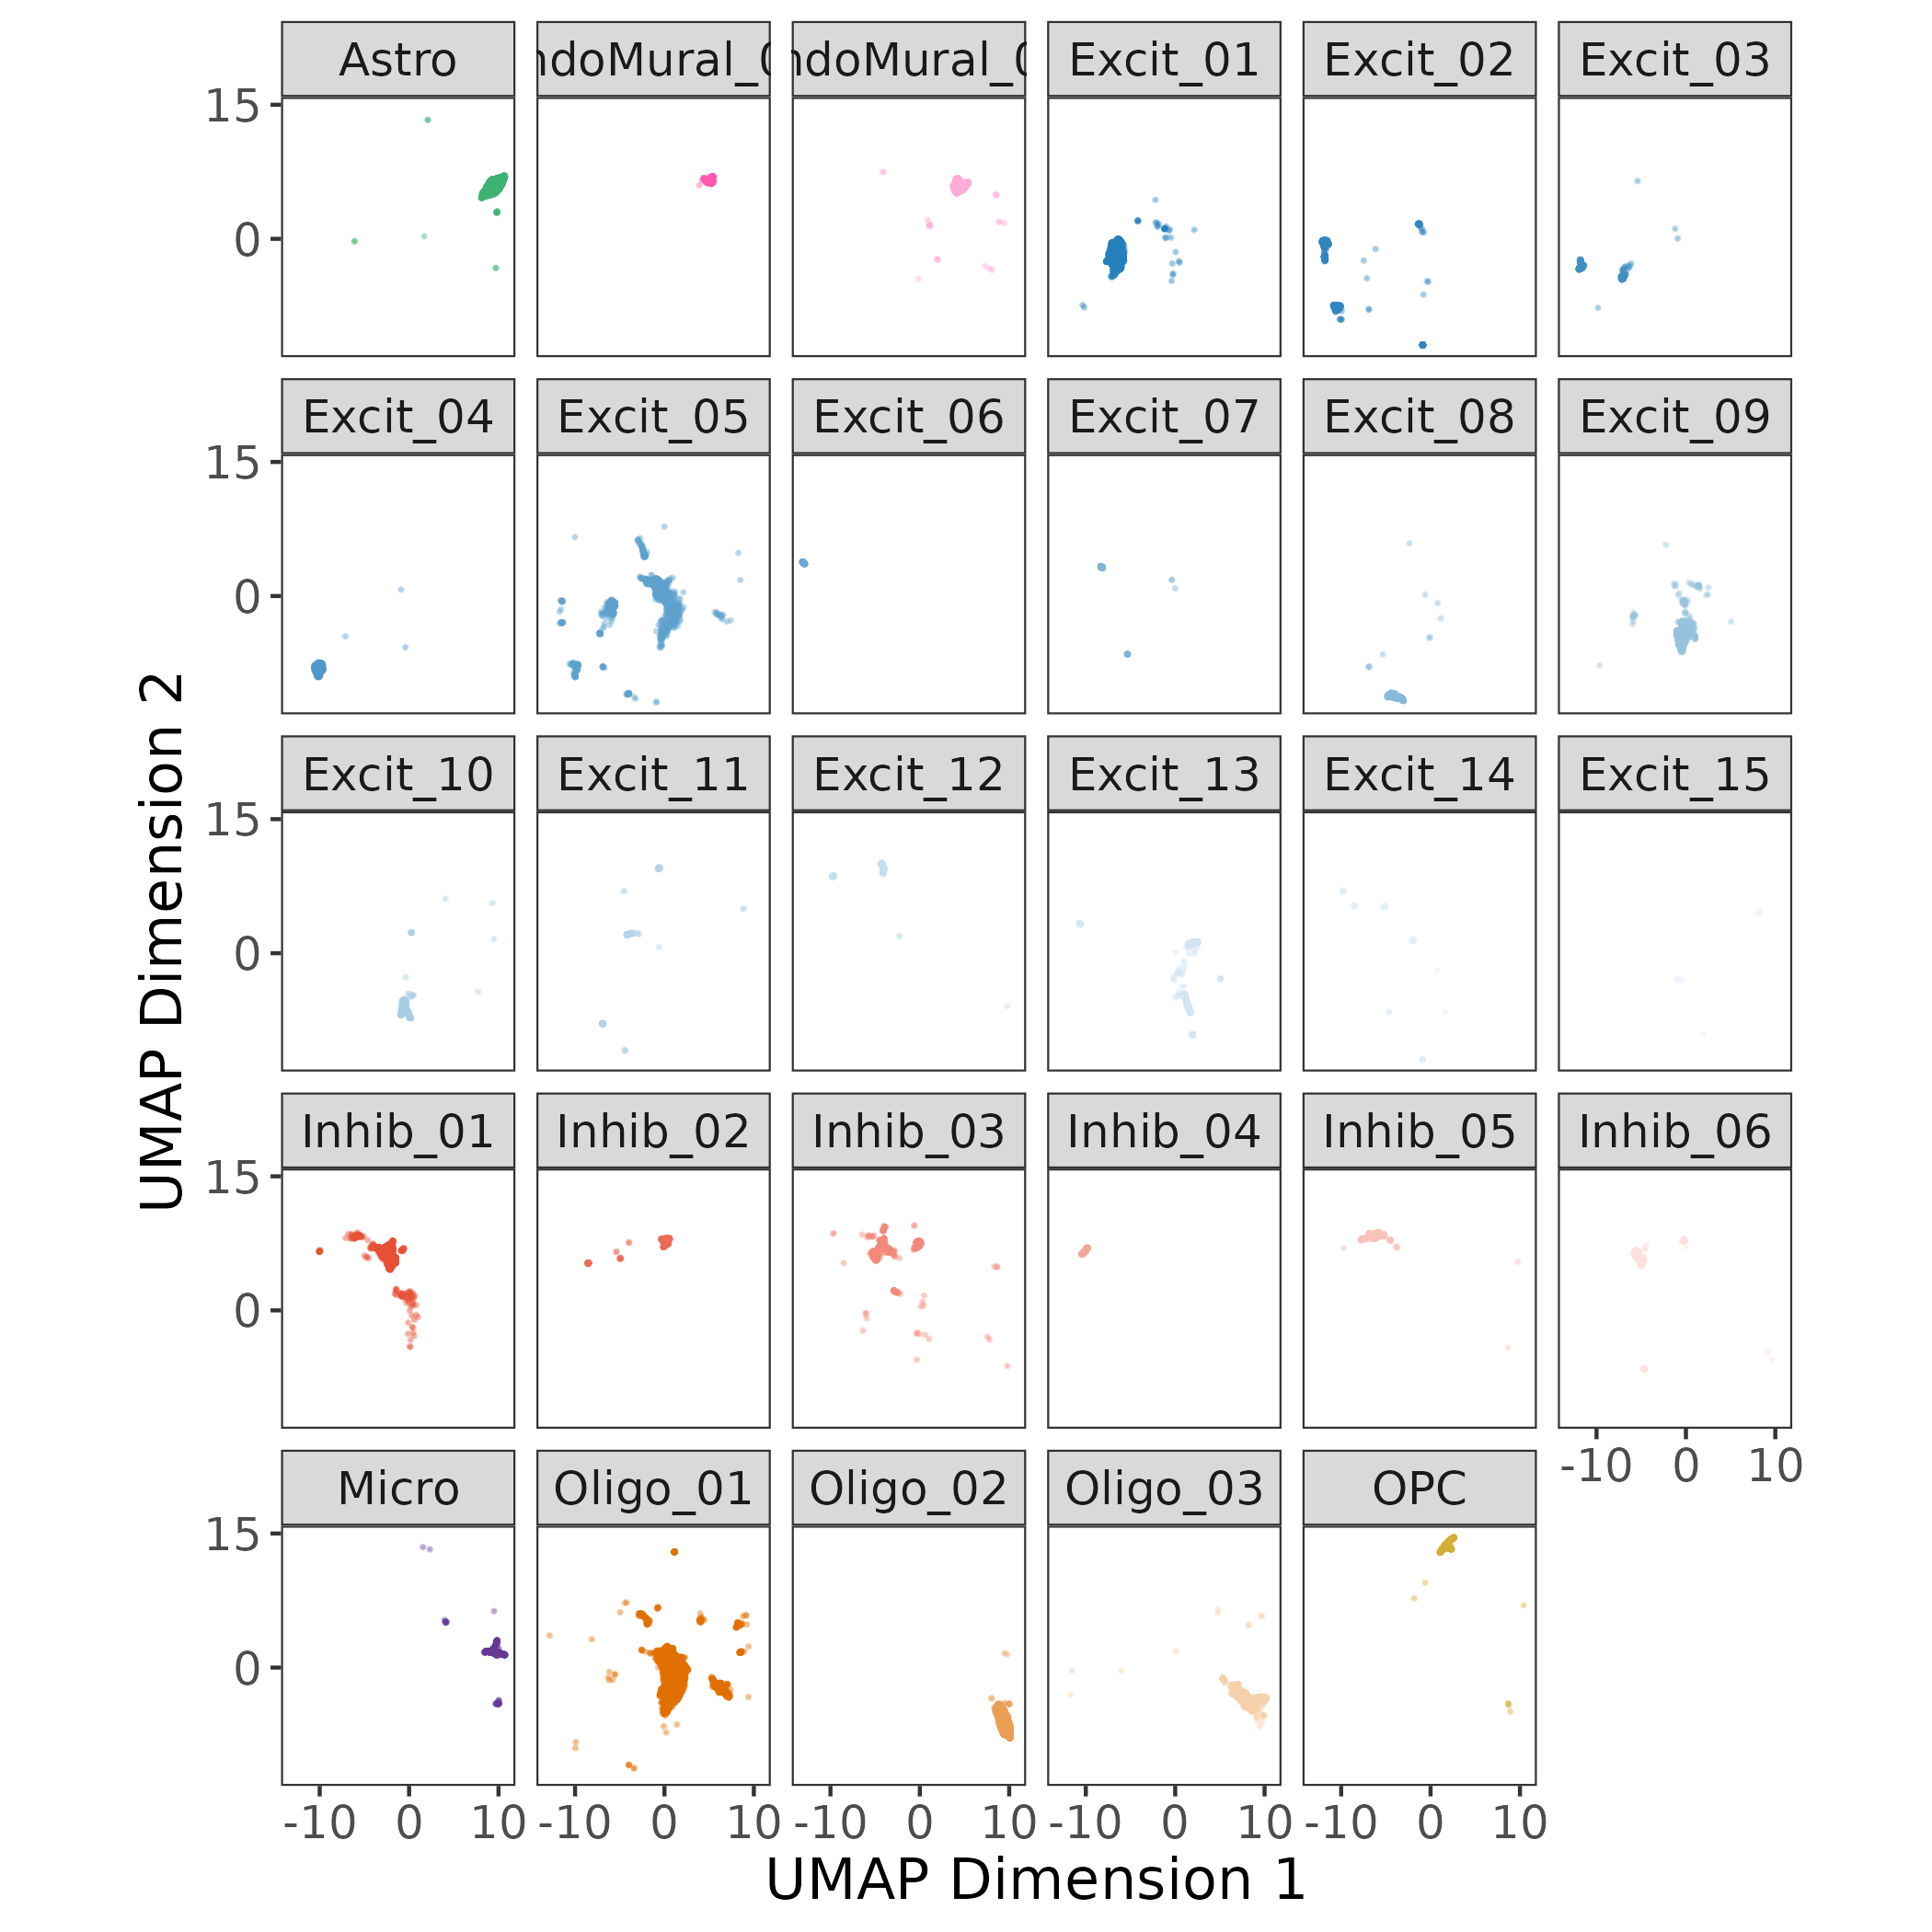 Astro ndoMural_ ndoMural_ Excit_01 Excit_02 Excit_03
15
0
Excit_04 Excit_05 Excit_06 Excit_07 Excit_08 Excit_09
15
0
Excit_10 Excit_11 Excit_12 Excit_13 Excit_14 Excit_15
15
0
Inhib_01 Inhib_02 Inhib_03 Inhib_04 Inhib_05 Inhib_06
15
0
-10 0 10
Micro Oligo_01 Oligo_02 Oligo_03 OPC
15
0
-10 0 10 -10 0 10 -10 0 10 -10 0 10 -10 0 10
UMAP Dimension 1
UMAP Dimension 2